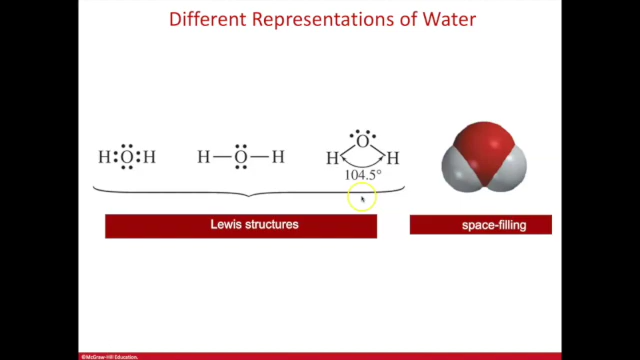 Different Representations of Water
H:O:H
H—O—H
O
H H
104.5°
Lewis structures
space-filling
©McGraw-Hill Education.